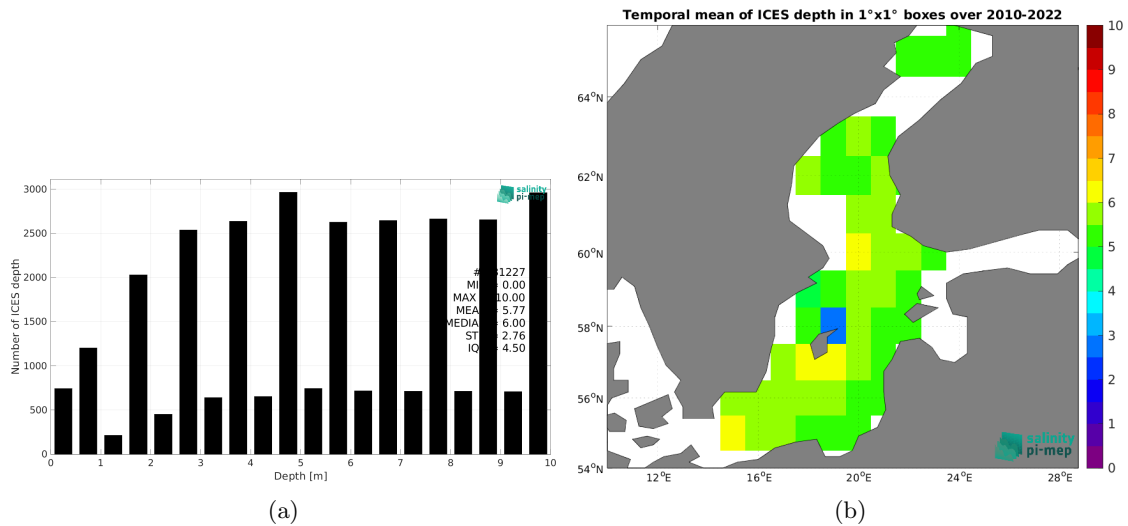 Temporal mean of ICES depth in 1°x1° boxes over 2010-2022
3000
2500
2000
1500
1000
500
0
Number of ICES depth
salinity
pi-mep
MAX 10.00
= 5.77
MEDIAN = 6.00
= 2.76
= 4.50
0 1 2 3 4 5 6 7 8 9 10
Depth [m]
(a)
64°N
62°N
60°N
58°N
56°N
54°N
12°E 16°E 20°E 24°E 28°E
salinity
pi-mep
10
9
8
7
6
5
4
3
2
1
0
(b)